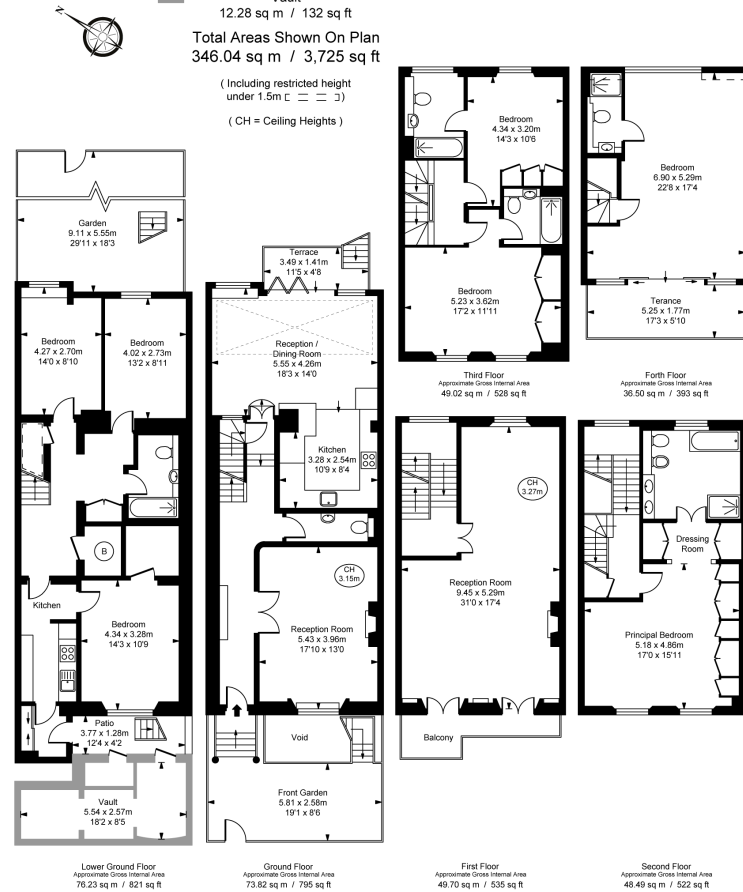 Vault
12.28 sq m / 132 sq ft
Total Areas Shown On Plan
346.04 sq m / 3,725 sq ft
( Including restricted height
under 1.5m )
( CH = Ceiling Heights )
N
Garden
9.11 x 5.55m
29'11 x 18'3
Bedroom
4.27 x 2.70m
14'0 x 8'10
Bedroom
4.02 x 2.73m
13'2 x 8'11
B
Kitchen
Bedroom
4.34 x 3.28m
14'3 x 10'9
Patio
3.77 x 1.28m
12'4 x 4'2
Vault
5.54 x 2.57m
18'2 x 8'5
Lower Ground Floor
Approximate Gross Internal Area
76.23 sq m / 821 sq ft
Terrace
3.49 x 1.41m
11'5 x 4'8
Reception /
Dining Room
5.55 x 4.26m
18'3 x 14'0
Kitchen
3.28 x 2.54m
10'9 x 8'4
CH
3.15m
Reception Room
5.43 x 3.96m
17'10 x 13'0
Void
Front Garden
5.81 x 2.58m
19'1 x 8'6
Ground Floor
Approximate Gross Internal Area
73.82 sq m / 795 sq ft
Bedroom
4.34 x 3.20m
14'3 x 10'6
Bedroom
5.23 x 3.62m
17'2 x 11'11
Third Floor
Approximate Gross Internal Area
49.02 sq m / 528 sq ft
Bedroom
6.90 x 5.29m
22'8 x 17'4
Terance
5.25 x 1.77m
17'3 x 5'10
Forth Floor
Approximate Gross Internal Area
36.50 sq m / 393 sq ft
CH
3.27m
Reception Room
9.45 x 5.29m
31'0 x 17'4
Balcony
First Floor
Approximate Gross Internal Area
49.70 sq m / 535 sq ft
Dressing
Room
Principal Bedroom
5.18 x 4.86m
17'0 x 15'11
Second Floor
Approximate Gross Internal Area
48.49 sq m / 522 sq ft